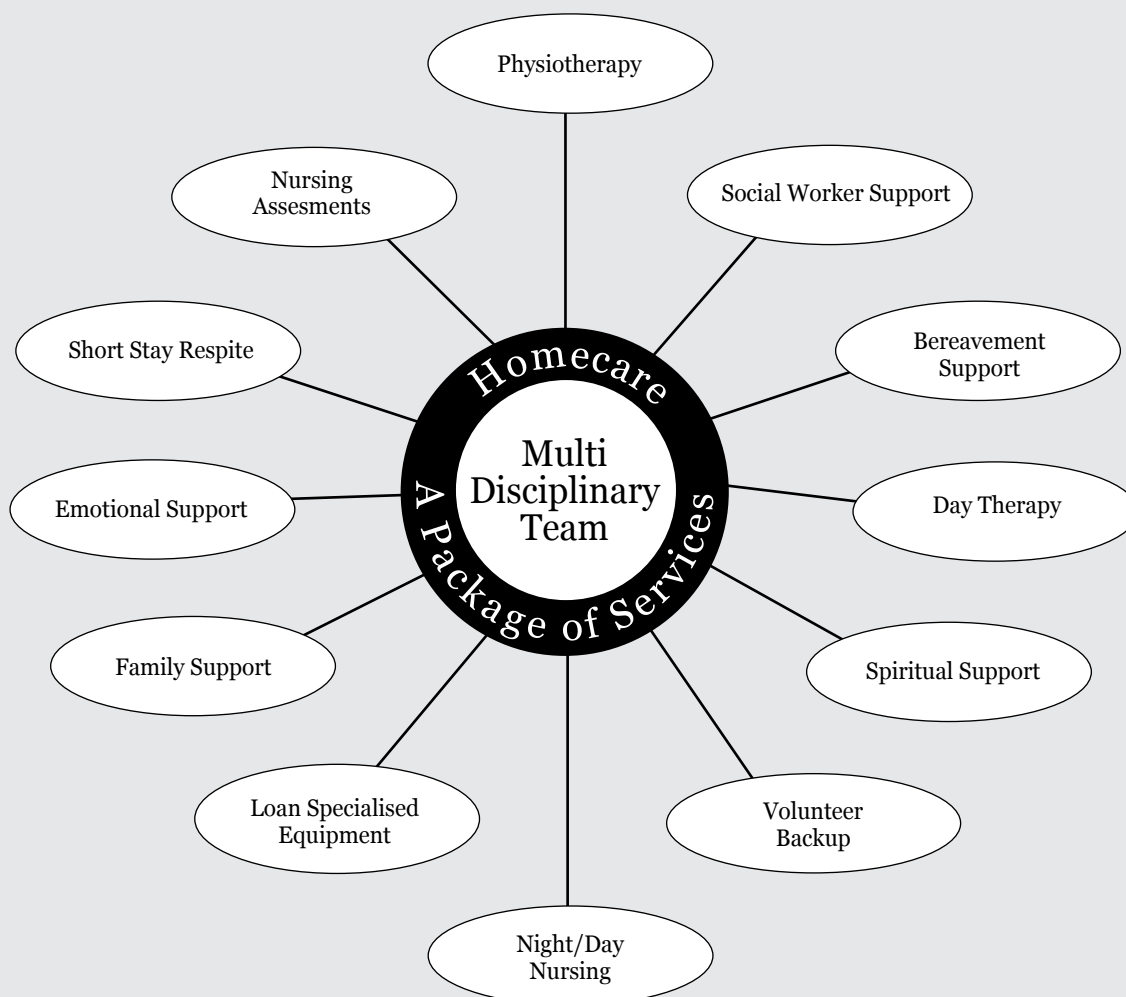 Physiotherapy
Nursing
Assesments
Social Worker Support
Short Stay Respite
Bereavement
Support
Homecare
Multi
Disciplinary
Team
A Package of Services
Emotional Support
Day Therapy
Family Support
Spiritual Support
Loan Specialised
Equipment
Volunteer
Backup
Night/Day
Nursing